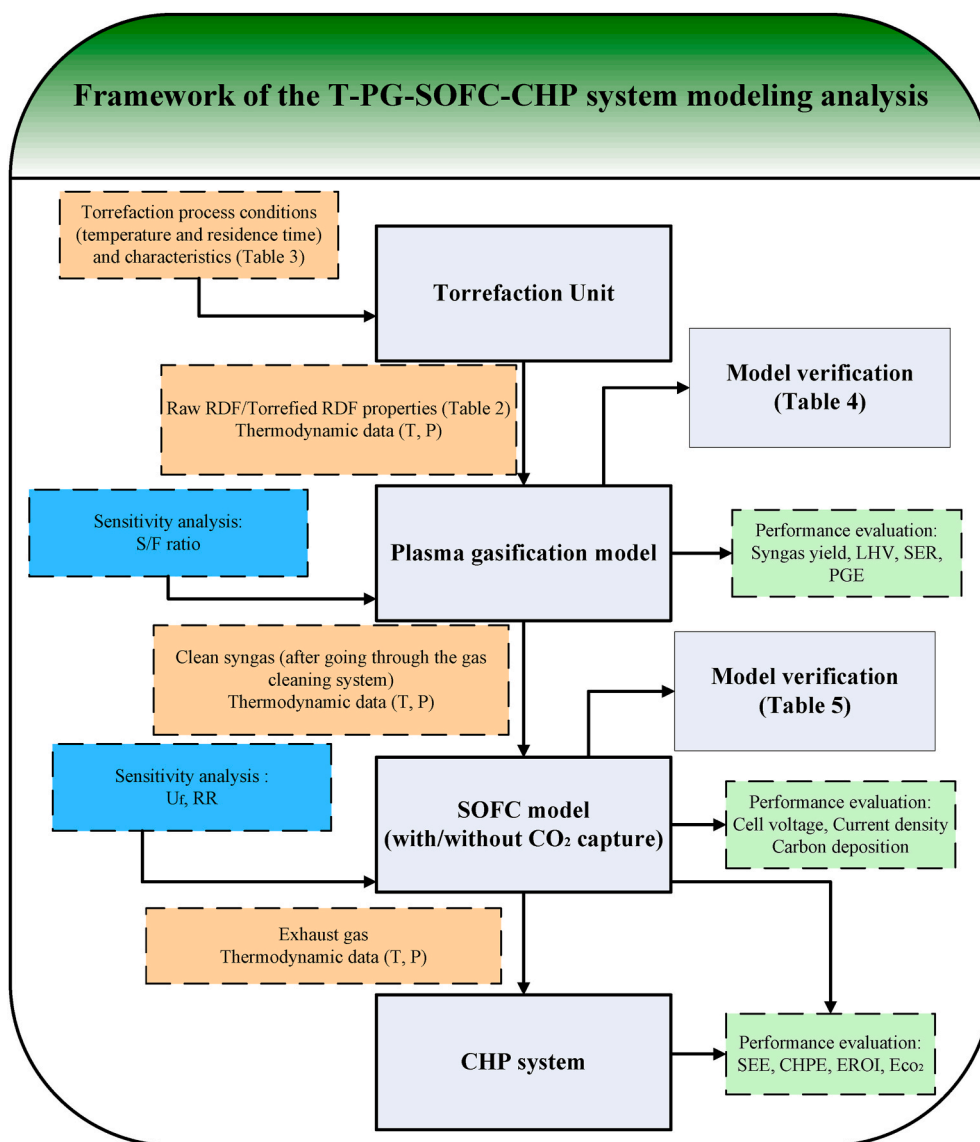 Framework of the T-PG-SOFC-CHP system modeling analysis
Torrefaction process conditions
(temperature and residence time)
and characteristics (Table 3)
Torrefaction Unit
Raw RDF/Torrefied RDF properties (Table 2)
Thermodynamic data (T, P)
Model verification
(Table 4)
Sensitivity analysis:
S/F ratio
Plasma gasification model
Performance evaluation:
Syngas yield, LHV, SER,
PGE
Clean syngas (after going through the gas
cleaning system)
Thermodynamic data (T, P)
Model verification
(Table 5)
Sensitivity analysis :
Uf, RR
SOFC model
(with/without CO₂ capture)
Performance evaluation:
Cell voltage, Current density
Carbon deposition
Exhaust gas
Thermodynamic data (T, P)
CHP system
Performance evaluation:
SEE, CHPE, EROI, Eco₂